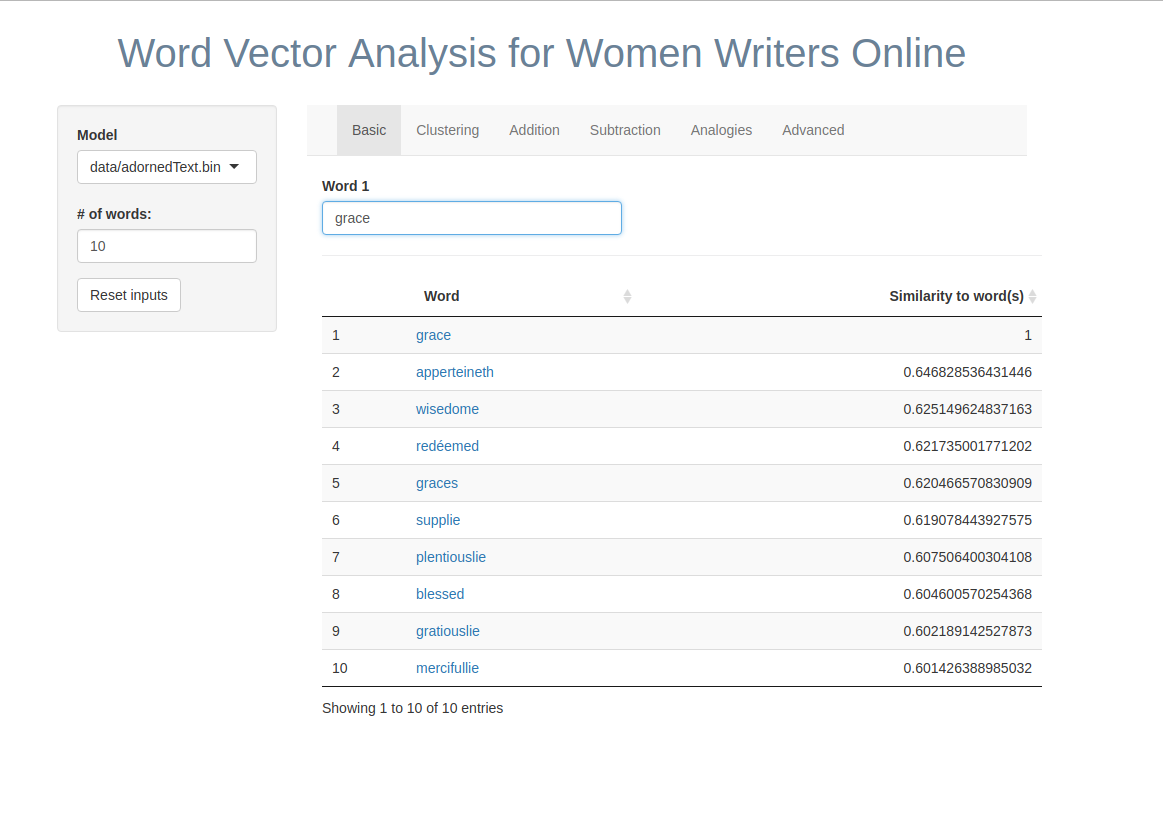 Word Vector Analysis for Women Writers Online
Model
data/adornedText.bin
# of words:
10
Reset inputs
Basic Clustering Addition Subtraction Analogies Advanced
Word 1
grace
Word Similarity to word(s)
1 grace 1
2 apperteineth 0.646828536431446
3 wisedome 0.625149624837163
4 redéemed 0.621735001771202
5 graces 0.620466570830909
6 supplie 0.619078443927575
7 plentiouslie 0.607506400304108
8 blessed 0.604600570254368
9 gratiouslie 0.602189142527873
10 mercifullie 0.601426388985032
Showing 1 to 10 of 10 entries